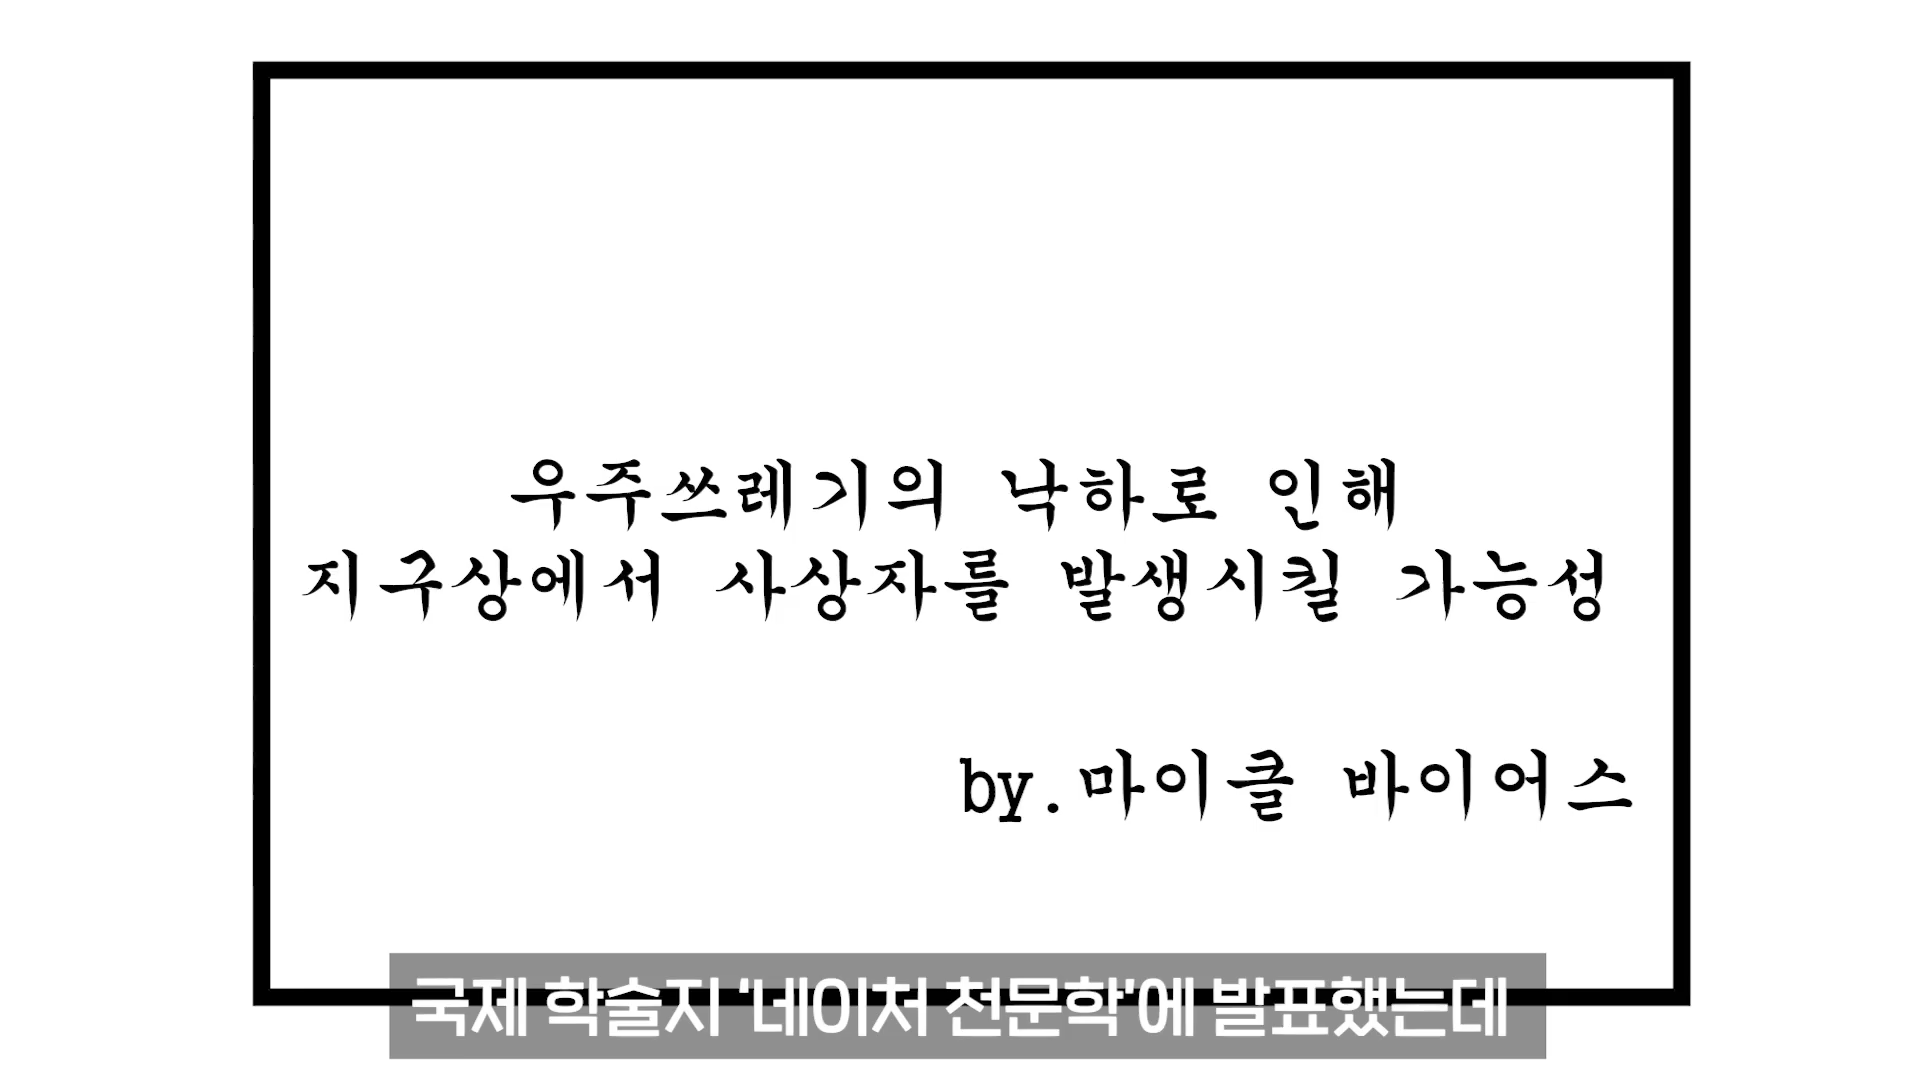 우주쓰레기의 낙하로 인해
지구상에서 사상자를 발생시킬 가능성
by.마이클 바이어스
국제 학술지 ‘네이처 천문학’에 발표했는데